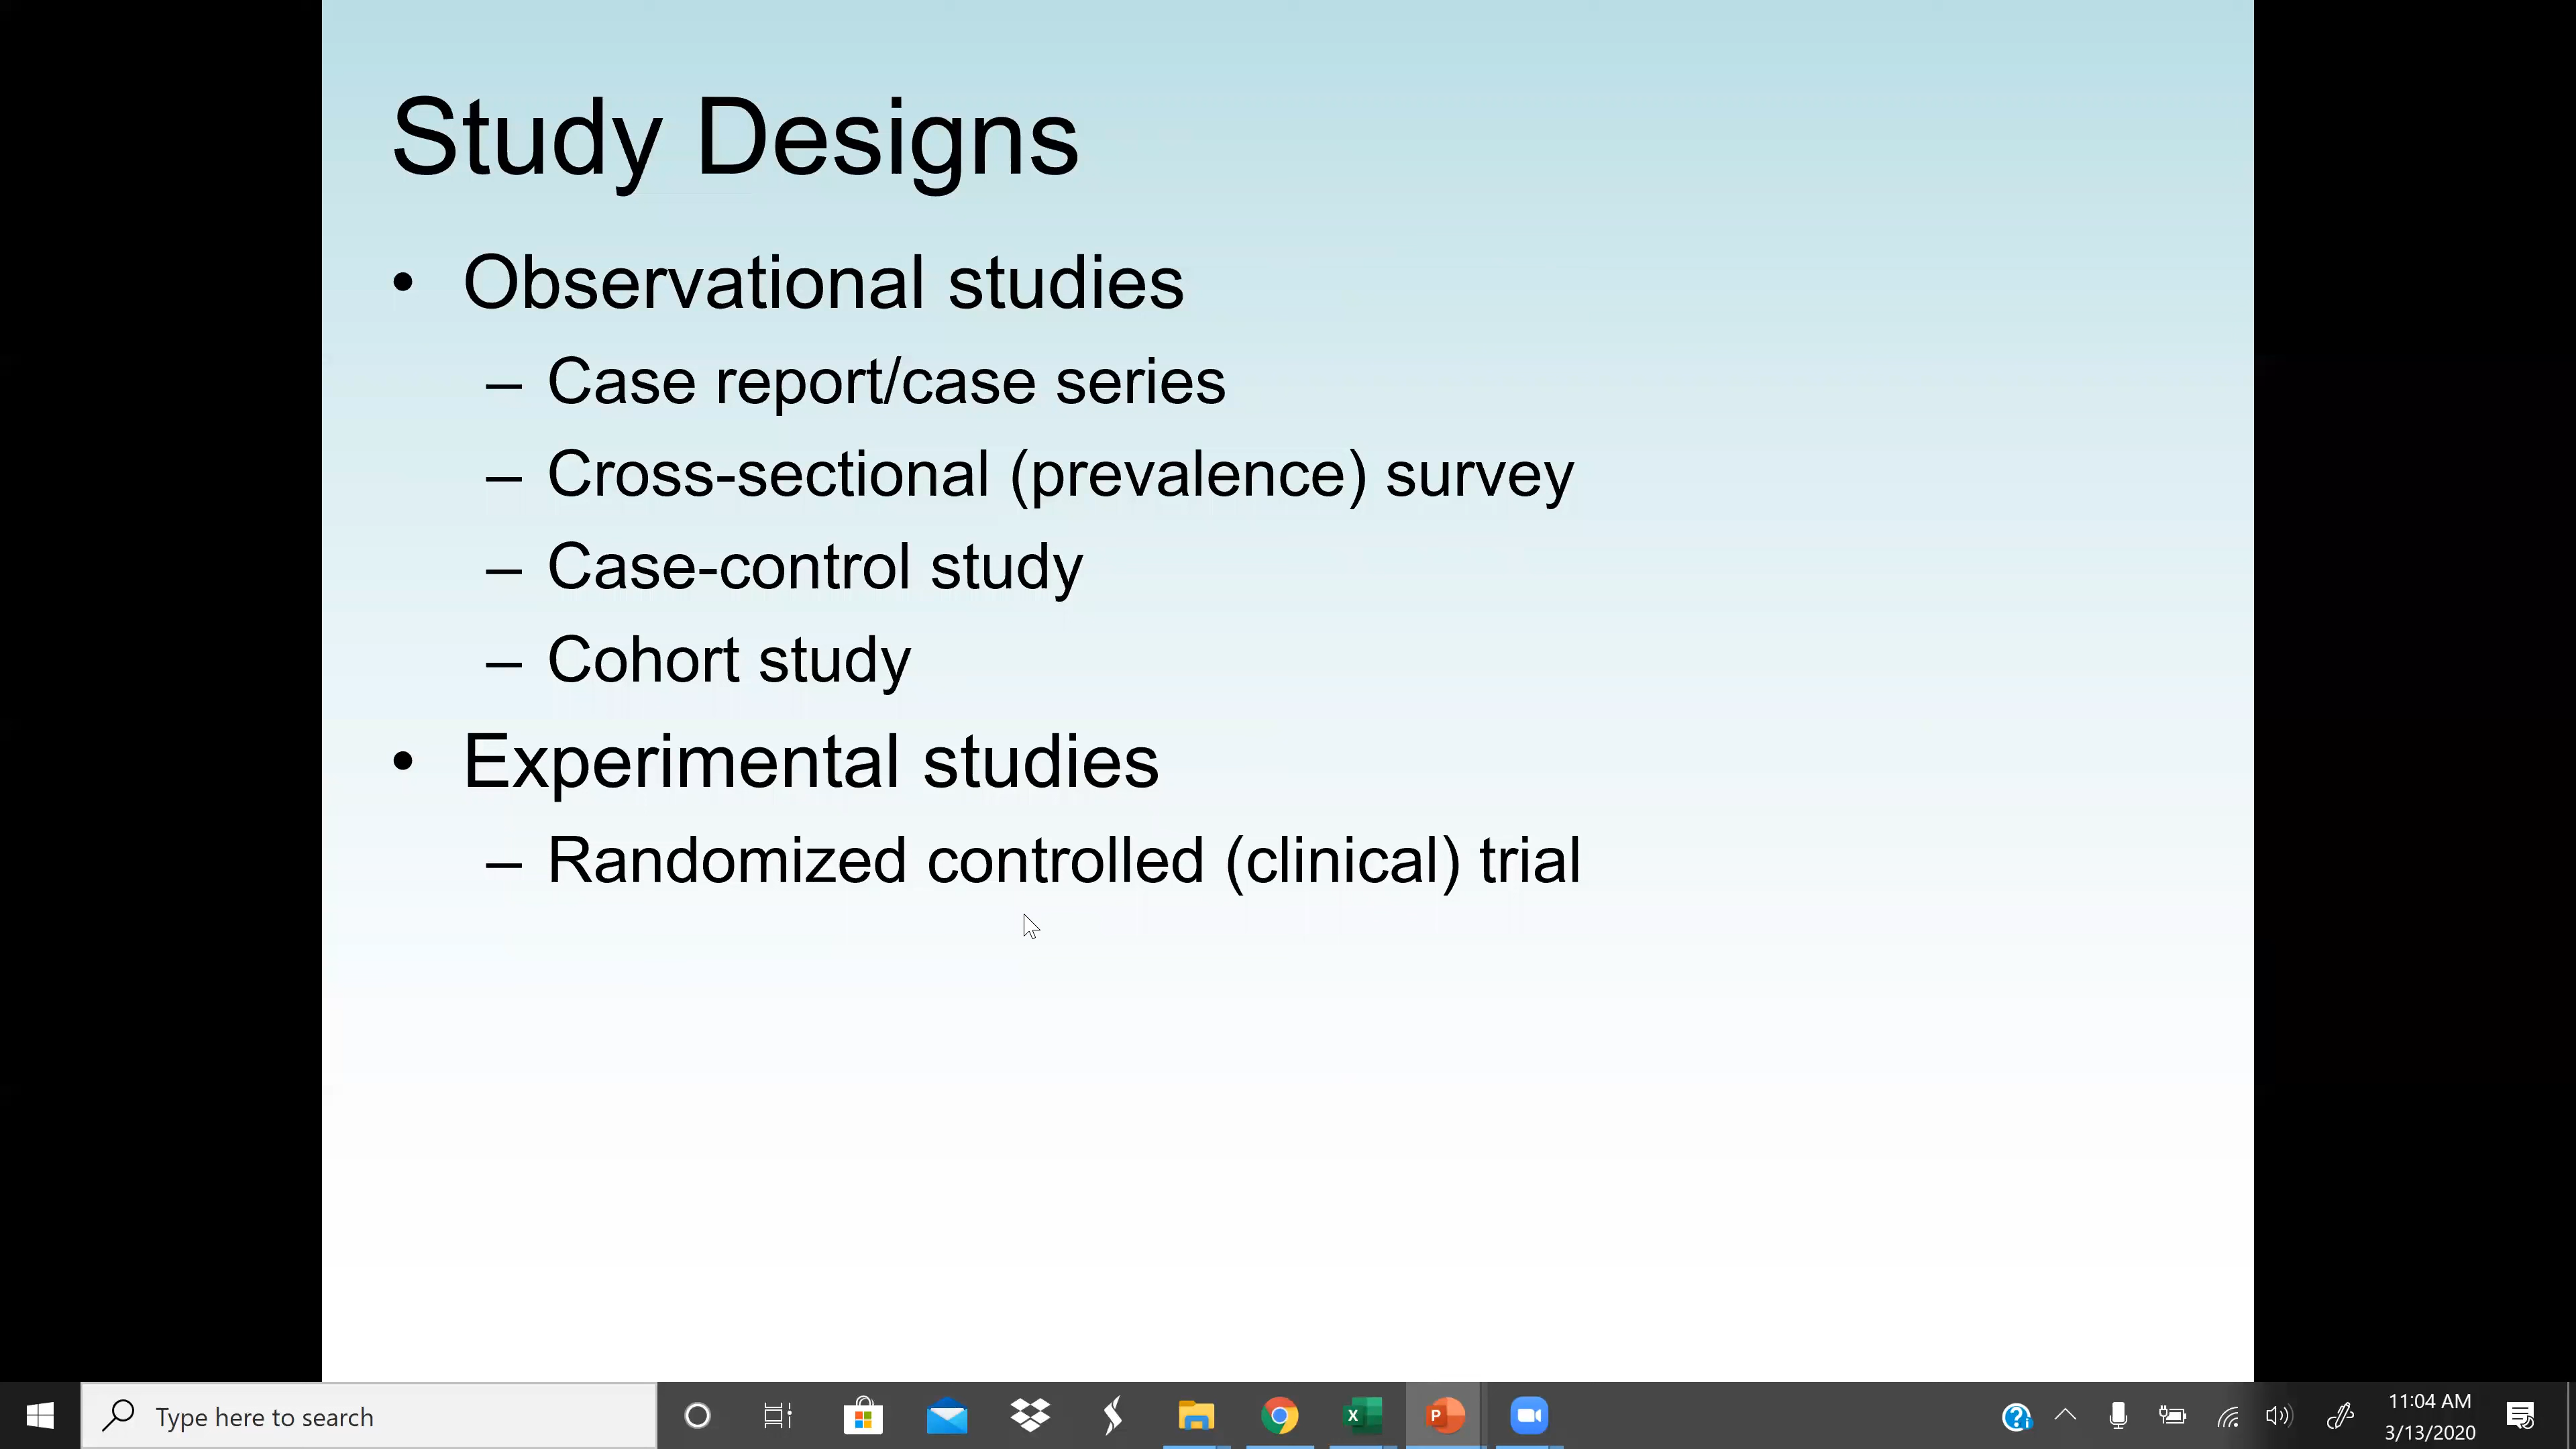 Study Designs
• Observational studies
– Case report/case series
– Cross-sectional (prevalence) survey
– Case-control study
– Cohort study
• Experimental studies
– Randomized controlled (clinical) trial
Type here to search
11:04 AM
3/13/2020